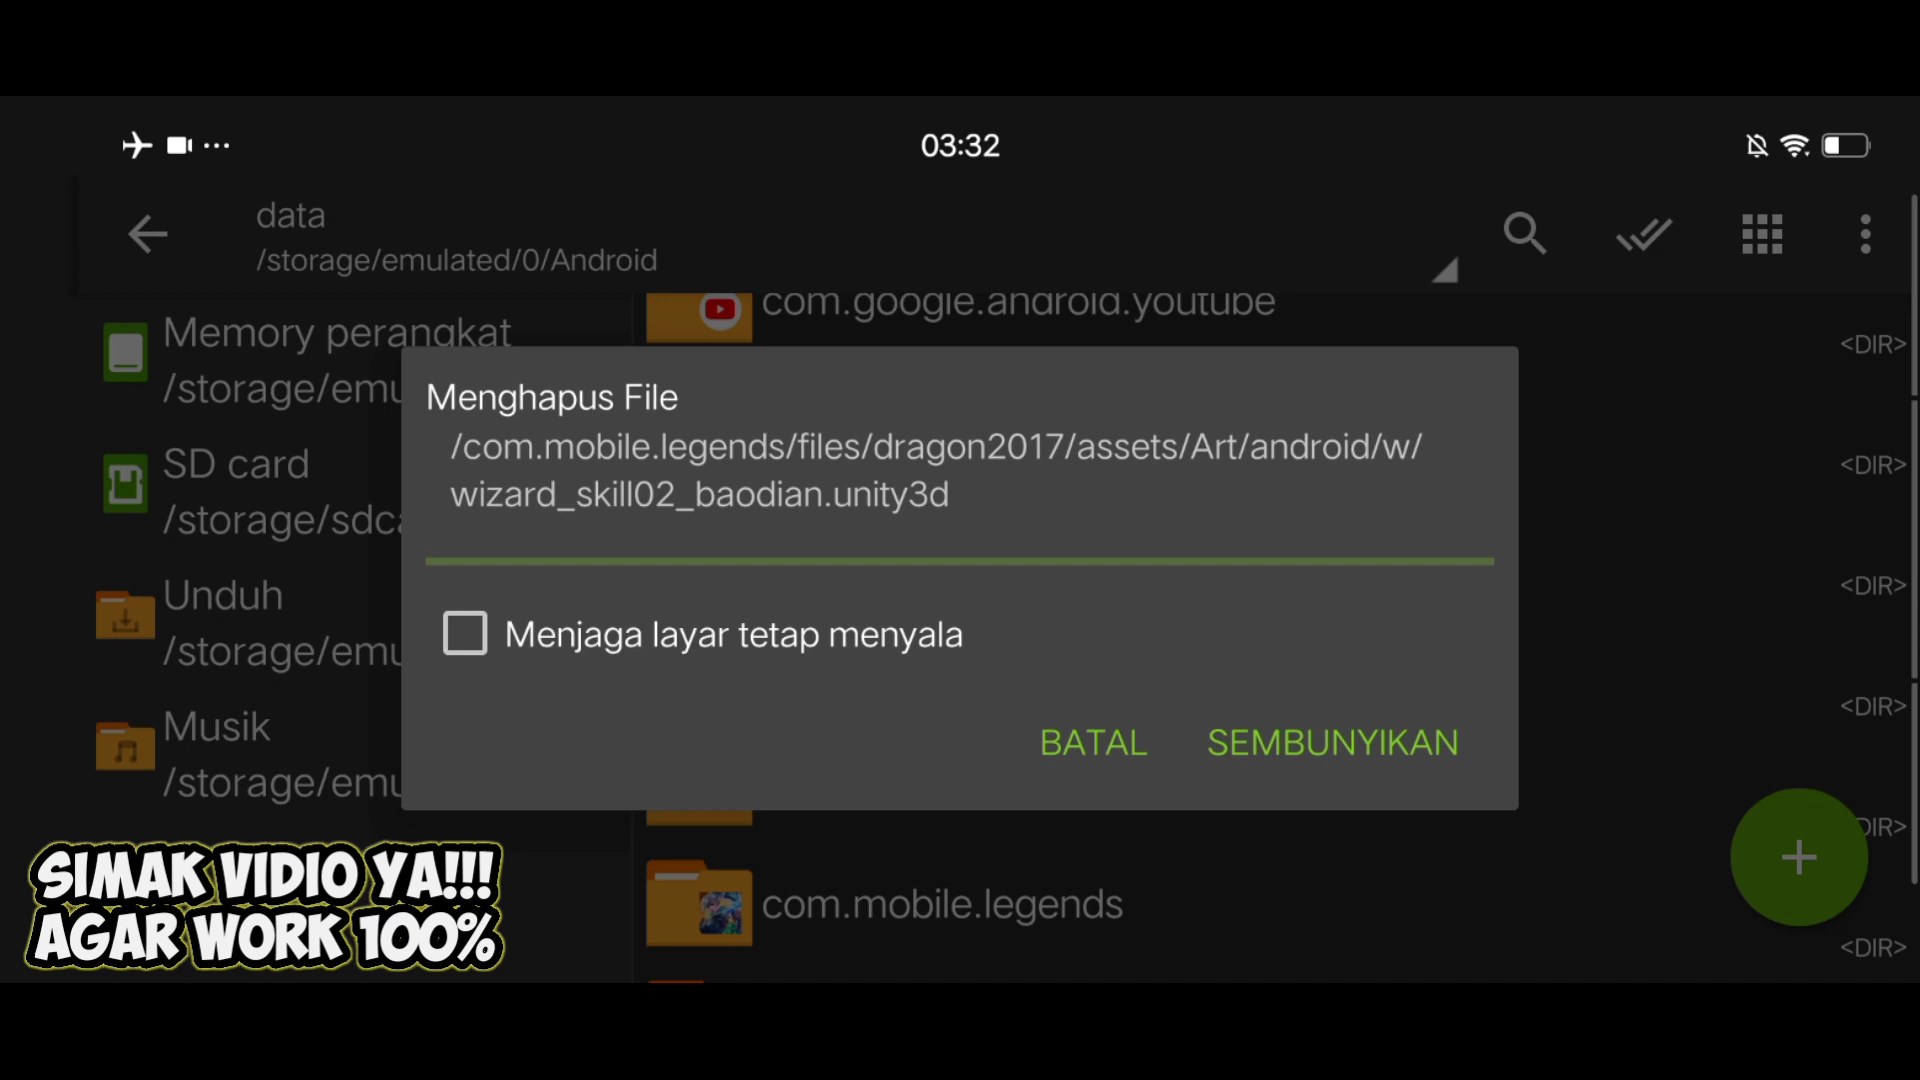 03:32
data
/storage/emulated/0/Android
com.google.android.youtube
<DIR>
Memory perangkat
/storage/emu
Menghapus File
/com.mobile.legends/files/dragon2017/assets/Art/android/w/
wizard_skill02_baodian.unity3d
SD card
<DIR>
/storage/sdca
Unduh
<DIR>
/storage/emu
Menjaga layar tetap menyala
Musik
<DIR>
/storage/emu
BATAL SEMBUNYIKAN
DIR>
SIMAK VIDIO YA!!!
AGAR WORK 100%
com.mobile.legends
<DIR>